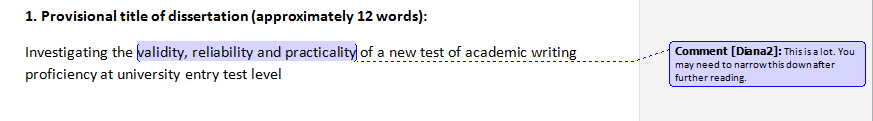 1. Provisional title of dissertation (approximately 12 words):
Investigating the validity, reliability and practicality of a new test of academic writing
proficiency at university entry test level
Comment [Diana2]: This is a lot. You
may need to narrow this down after
further reading.